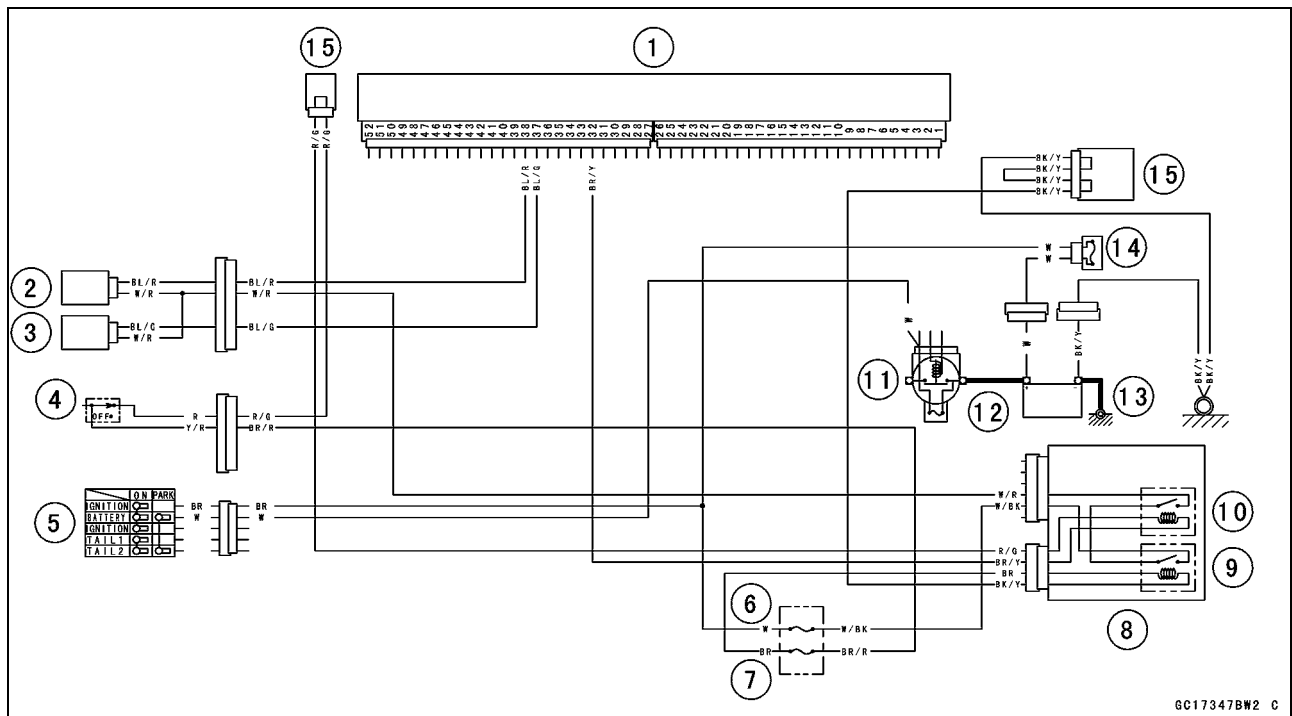 15
1
52 51 50 49 48 47 46 45 44 43 42 41 40 39 38 37 36 35 34 33 32 31 30 29 28 27 26 25 24 23 22 21 20 19 18 17 16 15 14 13 12 11 10 9 8 7 6 5 4 3 2 1
R/G R/G
BL/R BL/G BR/Y
BK/Y
BK/Y
BK/Y
BK/Y
15
W
W
14
2
BL/R BL/R
W/R W/R
3
BL/G BL/G
W/R
W W BK/Y BK/Y BK/Y
11
12
13
4
OFF
R R/G
Y/R BR/R
5
ON PARK
IGNITION BR BR
BATTERY W W
IGNITION
TAIL1
TAIL2
W/R
W/BK
10
R/G
BR/Y
BR
BK/Y
9
8
6
W W/BK
BR BR/R
7
GC17347BW2 C